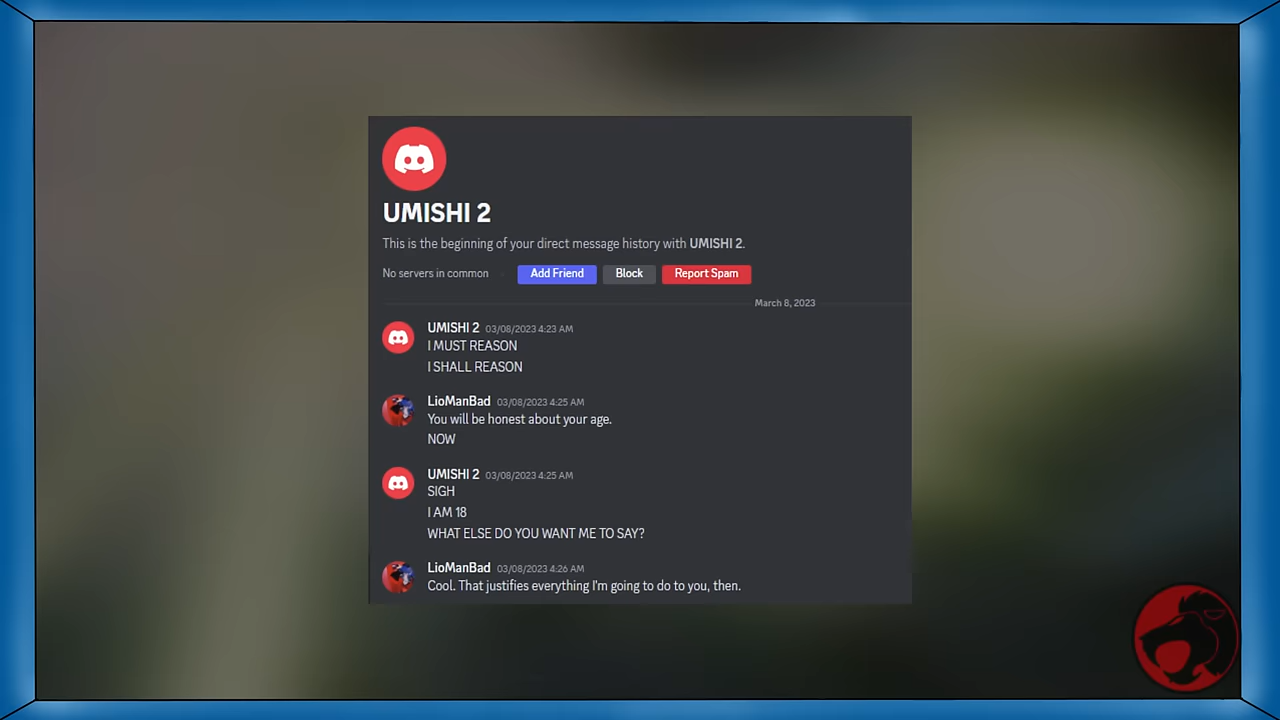 UMISHI 2
This is the beginning of your direct message history with UMISHI 2.
No servers in common Add Friend Block Report Spam
March 8, 2023
UMISHI 2 03/08/2023 4:23 AM
I MUST REASON
I SHALL REASON
LioManBad 03/08/2023 4:25 AM
You will be honest about your age.
NOW
UMISHI 2 03/08/2023 4:25 AM
SIGH
I AM 18
WHAT ELSE DO YOU WANT ME TO SAY?
LioManBad 03/08/2023 4:26 AM
Cool. That justifies everything I'm going to do to you, then.